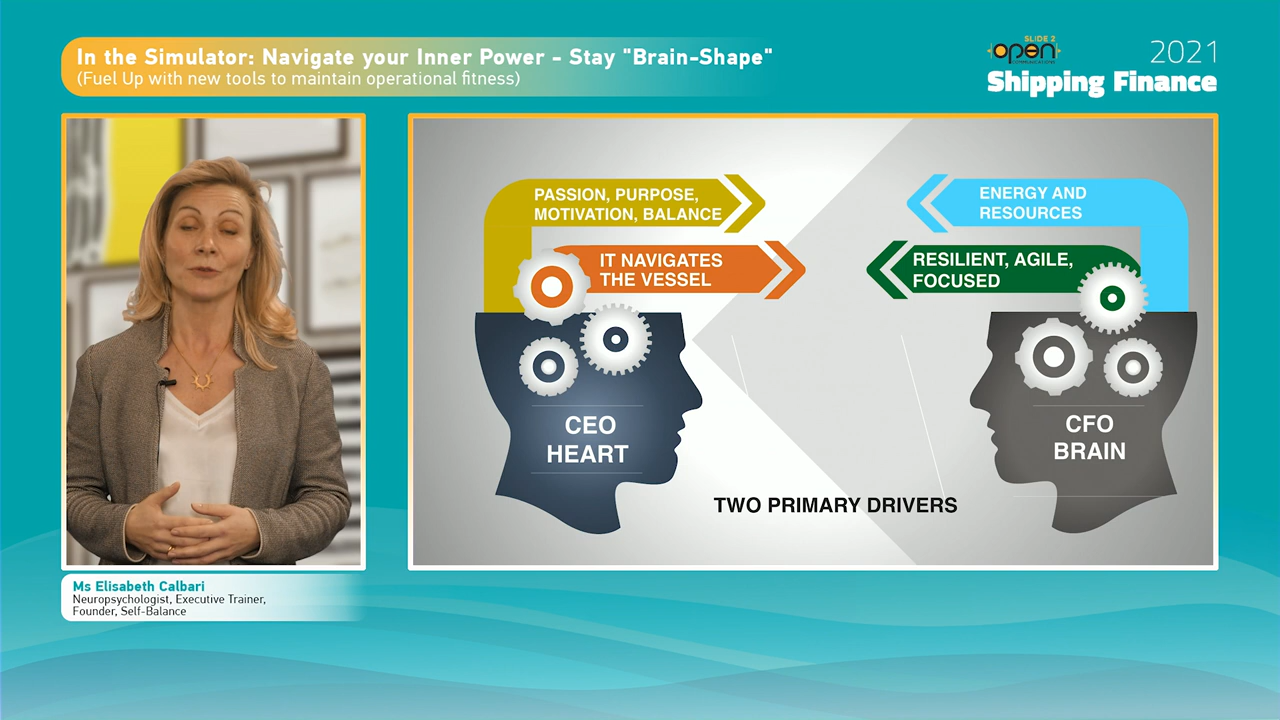 In the Simulator: Navigate your Inner Power - Stay "Brain-Shape"
(Fuel Up with new tools to maintain operational fitness)
SLIDE 2
open
COMMUNICATIONS
2021
Shipping Finance
PASSION, PURPOSE,
MOTIVATION, BALANCE
IT NAVIGATES
THE VESSEL
ENERGY AND
RESOURCES
RESILIENT, AGILE,
FOCUSED
CEO
HEART
CFO
BRAIN
TWO PRIMARY DRIVERS
Ms Elisabeth Calbari
Neuropsychologist, Executive Trainer,
Founder, Self-Balance